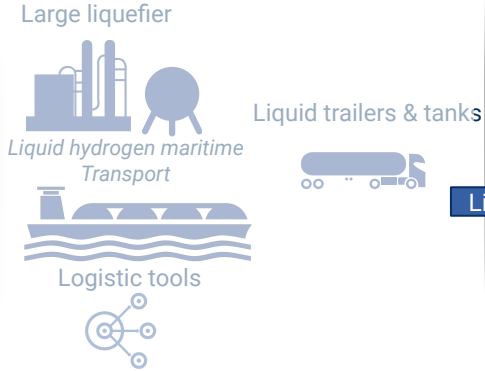 Large liquefier
Liquid trailers & tanks
Liquid hydrogen maritime
Transport
Logistic tools